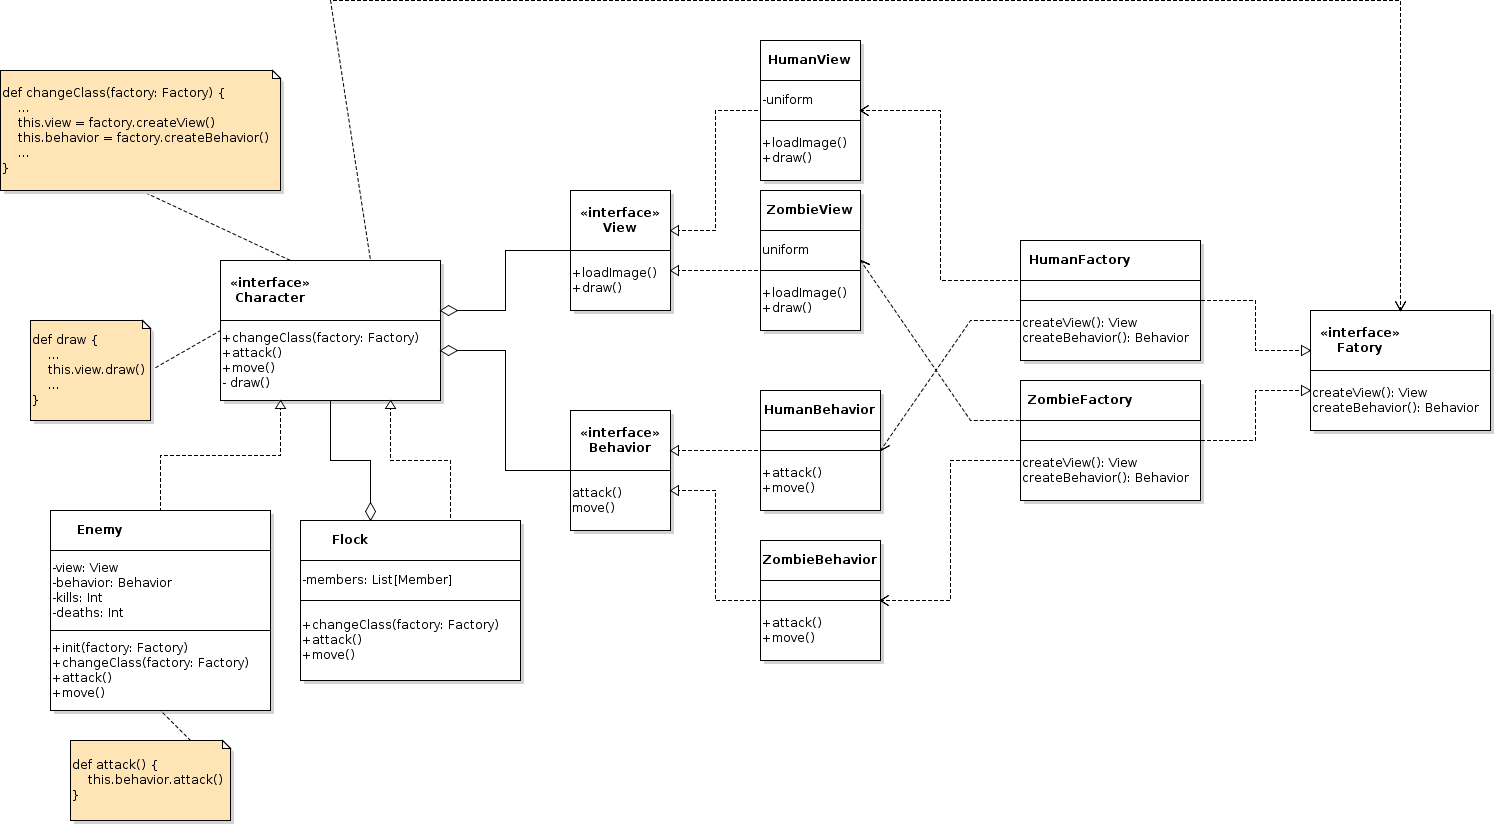 def changeClass(factory: Factory) {
...
this.view = factory.createView()
this.behavior = factory.createBehavior()
...
}
def draw {
...
this.view.draw()
...
}
«interface»
Character
+changeClass(factory: Factory)
+attack()
+move()
- draw()
Enemy
-view: View
-behavior: Behavior
-kills: Int
-deaths: Int
+init(factory: Factory)
+changeClass(factory: Factory)
+attack()
+move()
def attack() {
this.behavior.attack()
}
Flock
-members: List[Member]
+changeClass(factory: Factory)
+attack()
+move()
«interface»
View
+loadImage()
+draw()
«interface»
Behavior
attack()
move()
HumanView
-uniform
+loadImage()
+draw()
ZombieView
uniform
+loadImage()
+draw()
HumanBehavior
+attack()
+move()
ZombieBehavior
+attack()
+move()
HumanFactory
createView(): View
createBehavior(): Behavior
ZombieFactory
createView(): View
createBehavior(): Behavior
«interface»
Fatory
createView(): View
createBehavior(): Behavior